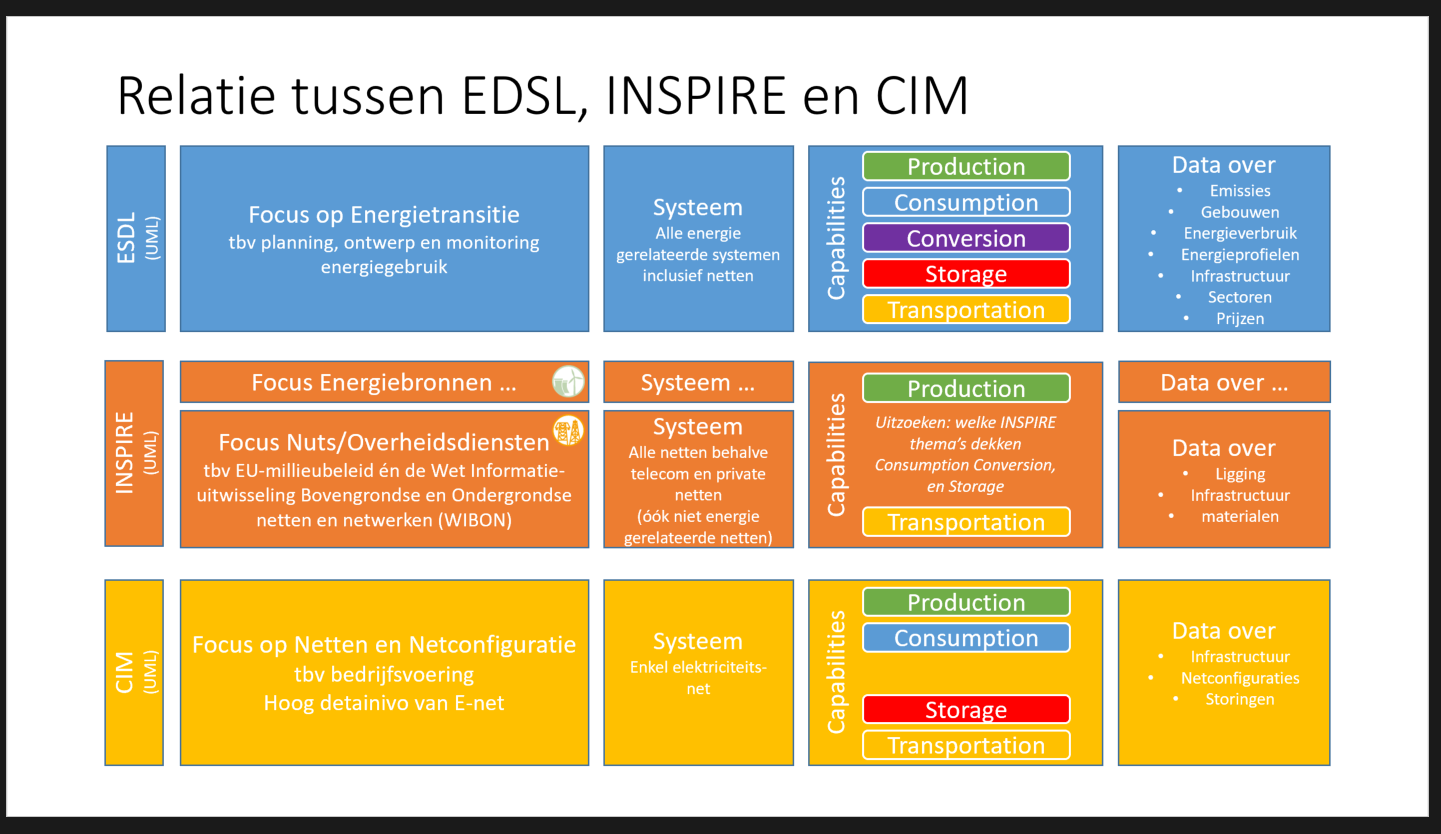 Relatie tussen EDSL, INSPIRE en CIM
ESDL
(UML)
Focus op Energietransitie
tbv planning, ontwerp en monitoring
energiegebruik
Systeem
Alle energie
gerelateerde systemen
inclusief netten
Capabilities
Production
Consumption
Conversion
Storage
Transportation
Data over
• Emissies
• Gebouwen
• Energieverbruik
• Energieprofielen
• Infrastructuur
• Sectoren
• Prijzen
INSPIRE
(UML)
Focus Energiebronnen ...
Systeem ...
Focus Nuts/Overheidsdiensten
tbv EU-millieubeleid én de Wet Informatie-
uitwisseling Bovengrondse en Ondergrondse
netten en netwerken (WIBON)
Systeem
Alle netten behalve
telecom en private
netten
(óók niet energie
gerelateerde netten)
Capabilities
Production
Uitzoeken: welke INSPIRE
thema's dekken
Consumption Conversion,
en Storage
Transportation
Data over ...
Data over
• Ligging
• Infrastructuur
• materialen
CIM
(UML)
Focus op Netten en Netconfiguratie
tbv bedrijfsvoering
Hoog detainivo van E-net
Systeem
Enkel elektriciteits-
net
Capabilities
Production
Consumption
Storage
Transportation
Data over
• Infrastructuur
• Netconfiguraties
• Storingen